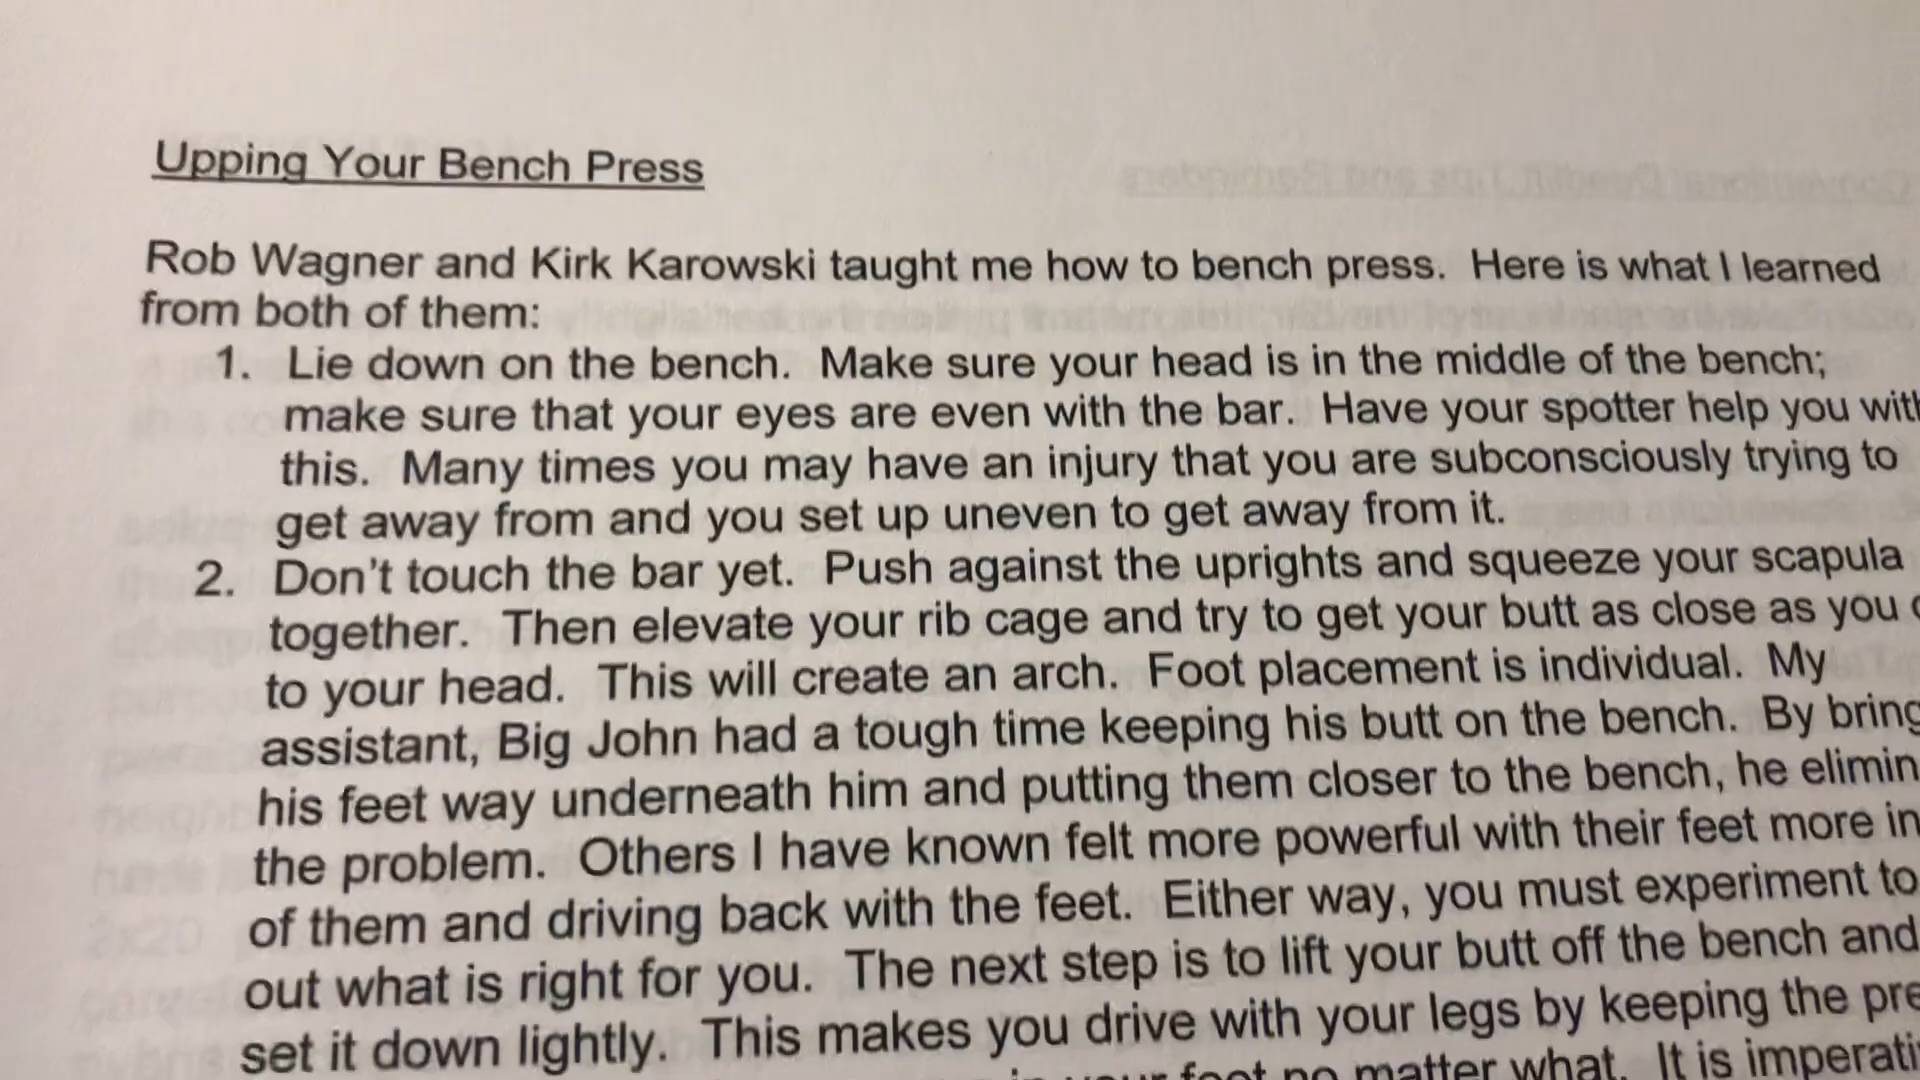 Upping Your Bench Press
Rob Wagner and Kirk Karowski taught me how to bench press. Here is what I learned
from both of them:
1. Lie down on the bench. Make sure your head is in the middle of the bench;
make sure that your eyes are even with the bar. Have your spotter help you with
this. Many times you may have an injury that you are subconsciously trying to
get away from and you set up uneven to get away from it.
2. Don't touch the bar yet. Push against the uprights and squeeze your scapula
together. Then elevate your rib cage and try to get your butt as close as you
to your head. This will create an arch. Foot placement is individual. My
assistant, Big John had a tough time keeping his butt on the bench. By bring
his feet way underneath him and putting them closer to the bench, he elimin
the problem. Others I have known felt more powerful with their feet more in
of them and driving back with the feet. Either way, you must experiment to
out what is right for you. The next step is to lift your butt off the bench and
set it down lightly. This makes you drive with your legs by keeping the pre
in your foot no matter what. It is imperati